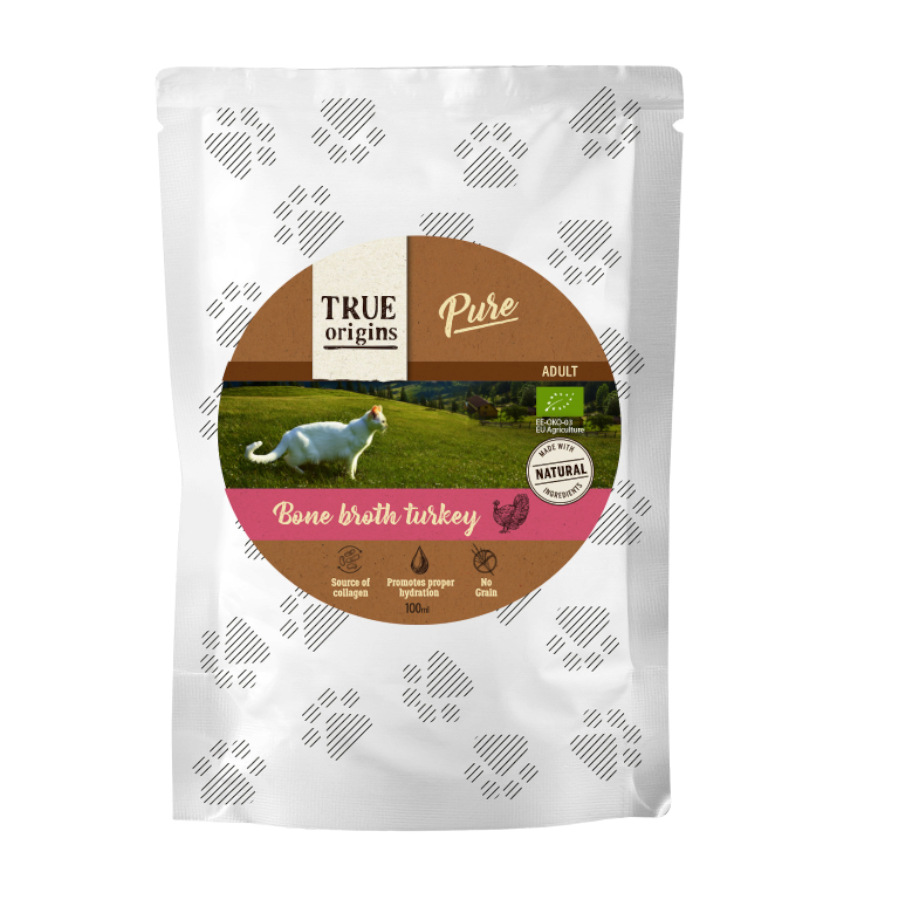 TRUE
origins
Pure
ADULT
EE-ÖKO-03
EU Agriculture
MADE WITH
NATURAL
INGREDIENTS
Bone broth turkey
Source of
collagen
Promotes proper
hydration
No
Grain
100ml